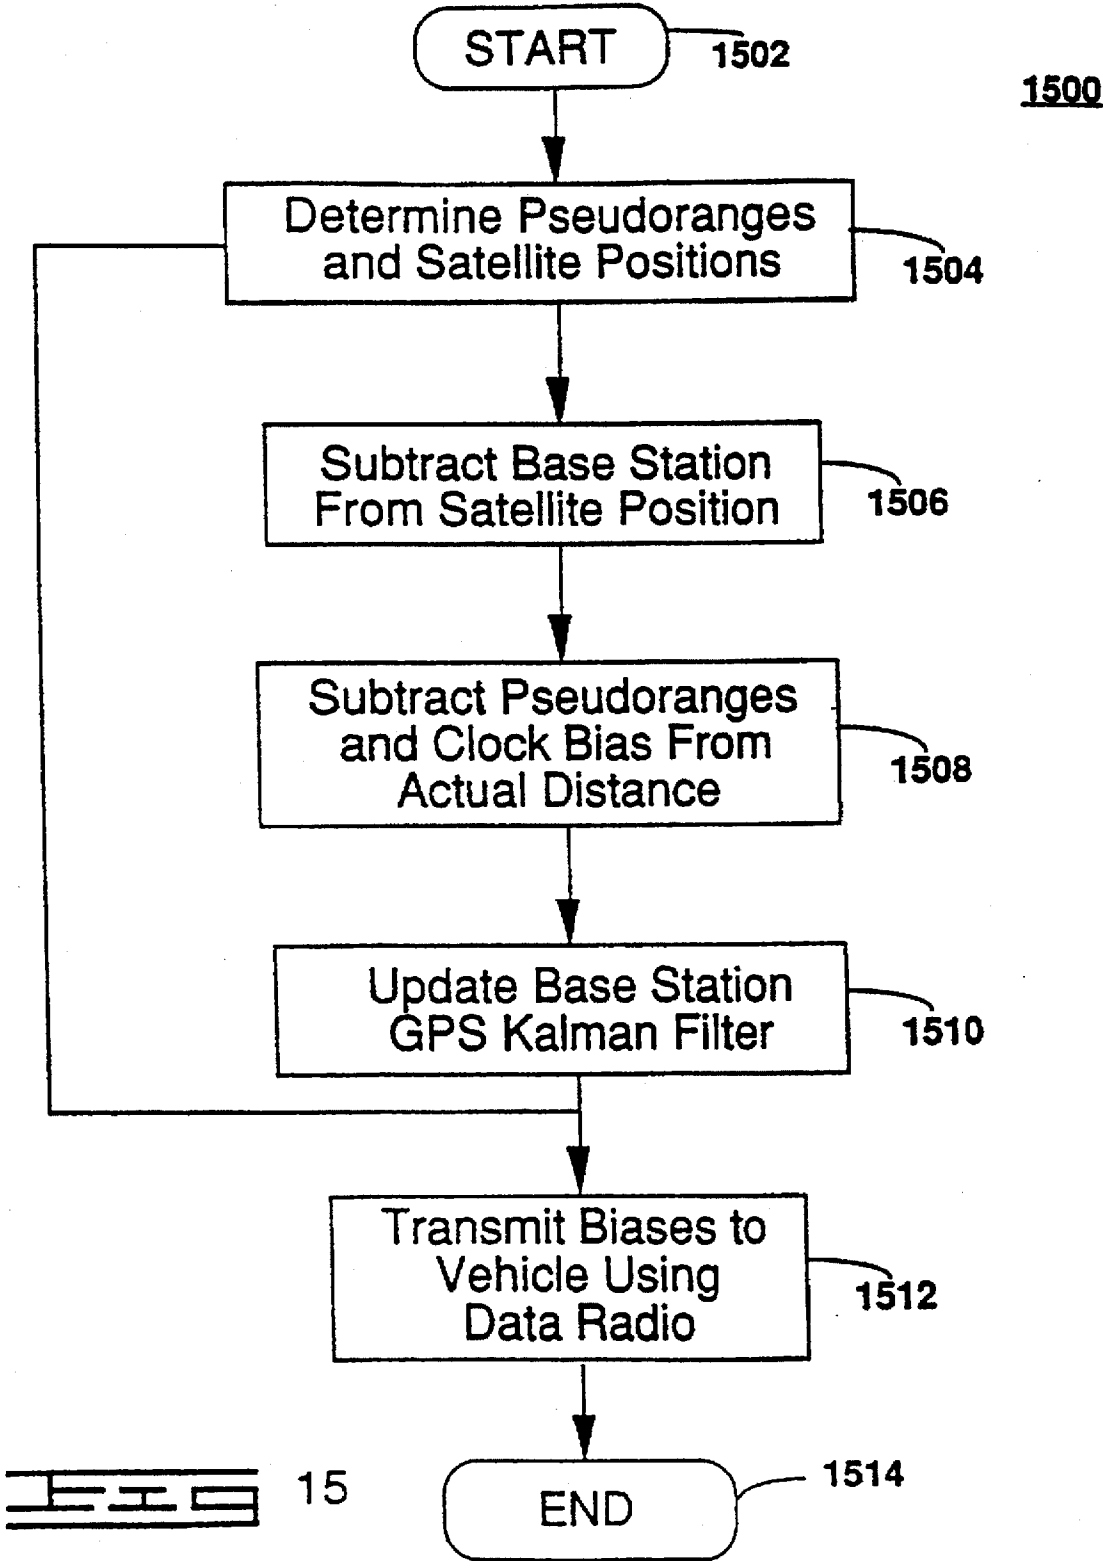 START
1502
1500
Determine Pseudoranges
and Satellite Positions
1504
Subtract Base Station
From Satellite Position
1506
Subtract Pseudoranges
and Clock Bias From
Actual Distance
1508
Update Base Station
GPS Kalman Filter
1510
Transmit Biases to
Vehicle Using
Data Radio
1512
END
1514
FIG 15